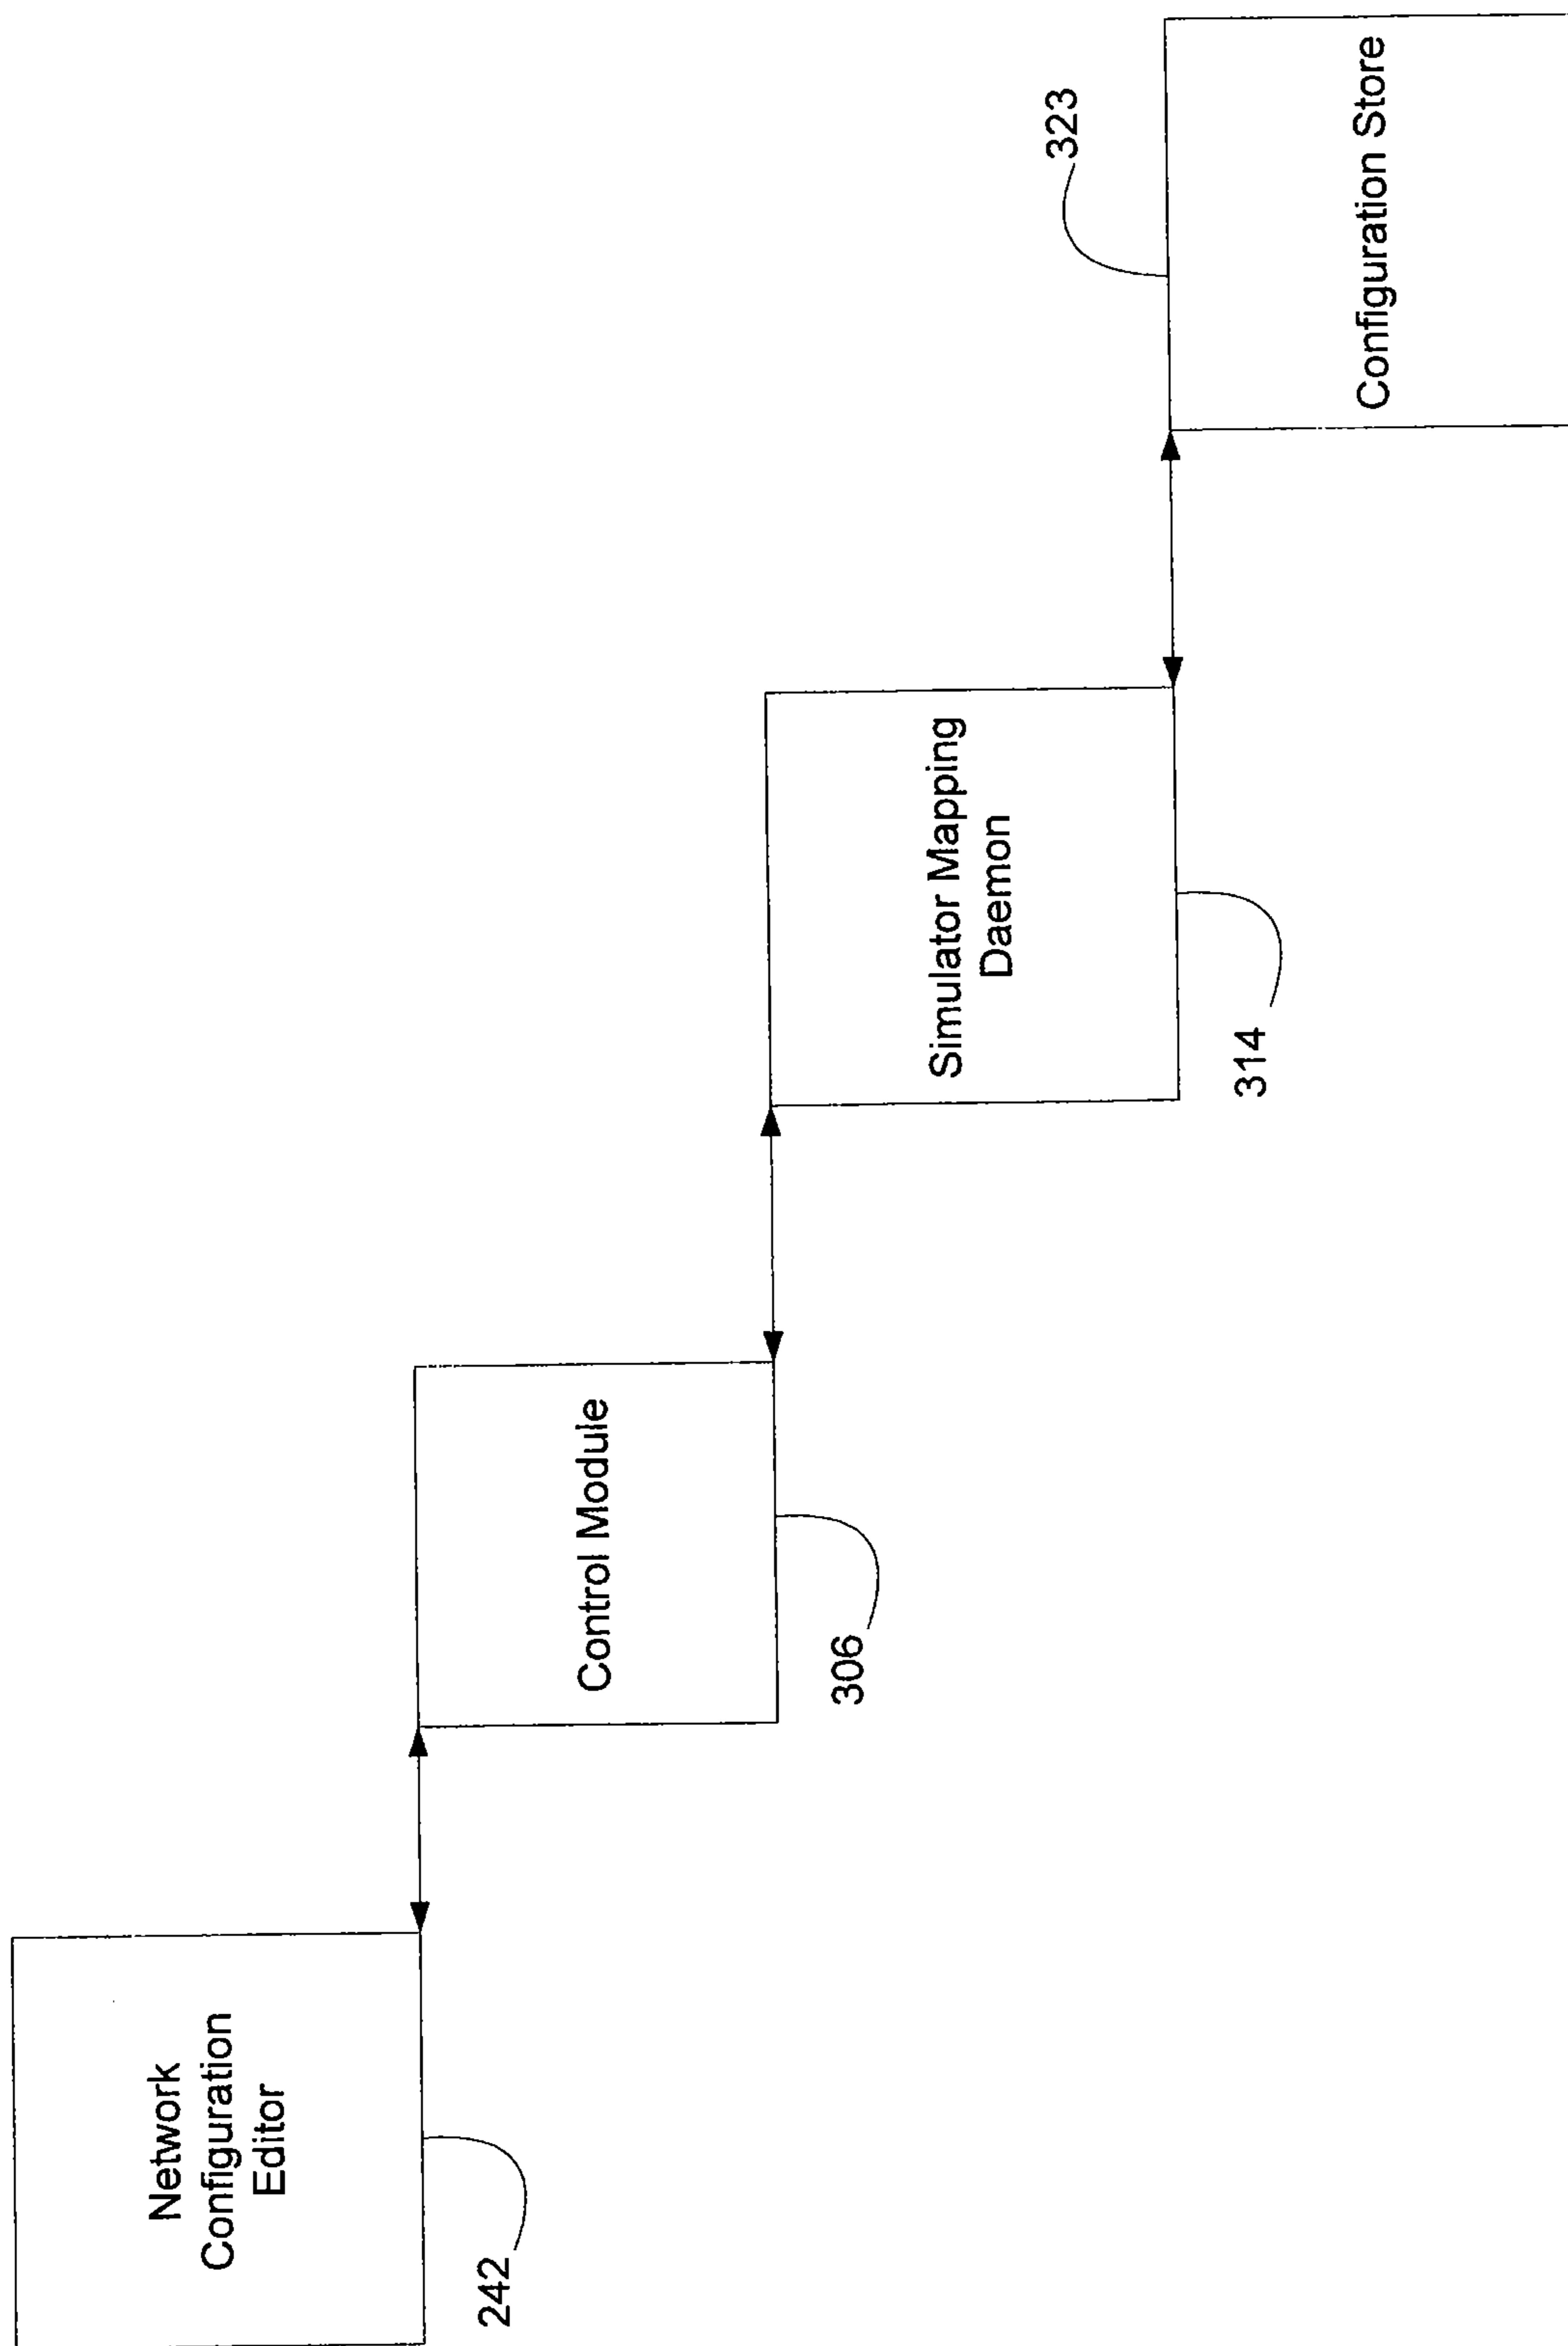 Network
Configuration
Editor
242
Control Module
306
Simulator Mapping
Daemon
314
323
Configuration Store